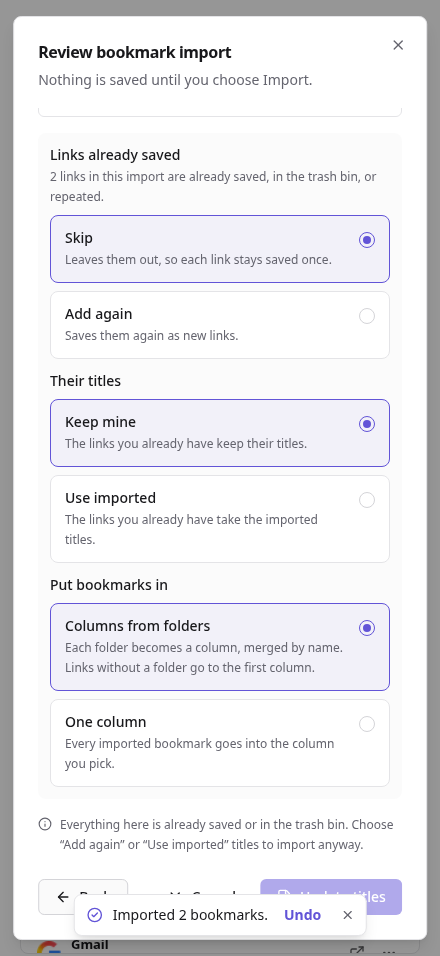 Review bookmark import
Nothing is saved until you choose Import.
Links already saved
2 links in this import are already saved, in the trash bin, or
repeated.
Skip
Leaves them out, so each link stays saved once.
Add again
Saves them again as new links.
Their titles
Keep mine
The links you already have keep their titles.
Use imported
The links you already have take the imported
titles.
Put bookmarks in
Columns from folders
Each folder becomes a column, merged by name.
Links without a folder go to the first column.
One column
Every imported bookmark goes into the column
you pick.
Everything here is already saved or in the trash bin. Choose
“Add again” or “Use imported” titles to import anyway.
titles
Imported 2 bookmarks. Undo
Gmail